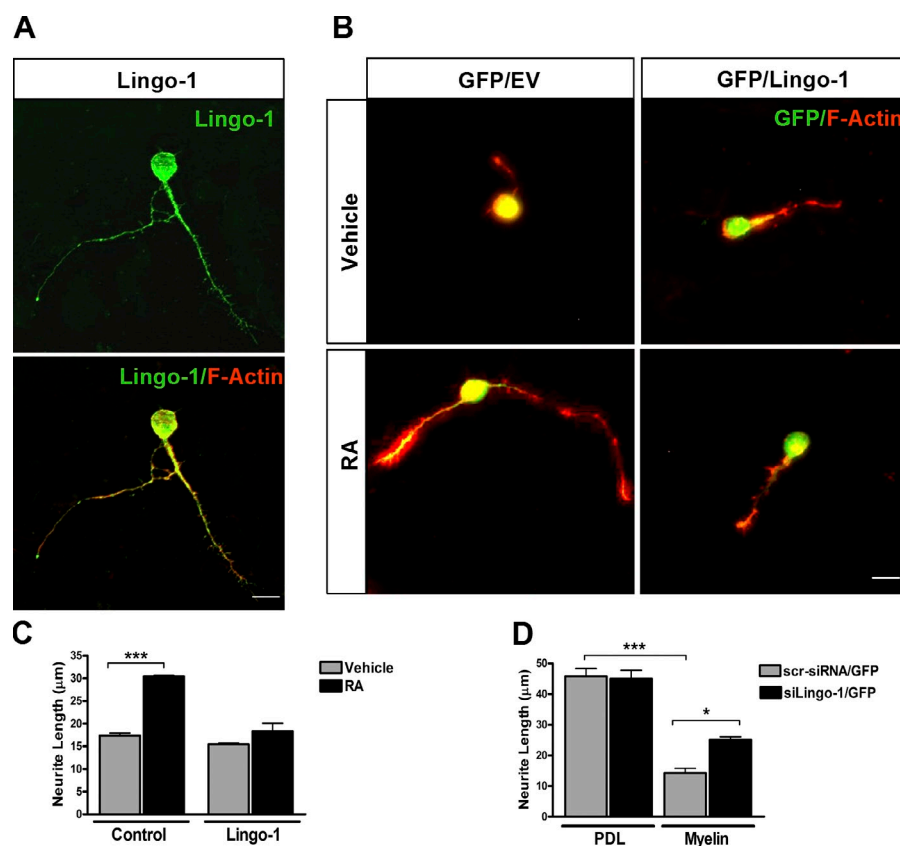 A
B
Lingo-1
GFP/EV
GFP/Lingo-1
Lingo-1
GFP/F-Actin
Vehicle
Lingo-1/F-Actin
RA
C
D
Neurite Length (μm)
35
30
25
20
15
10
5
0
***
Vehicle
RA
Control
Lingo-1
Neurite Length (μm)
50
40
30
20
10
0
***
*
scr-siRNA/GFP
siLingo-1/GFP
PDL
Myelin